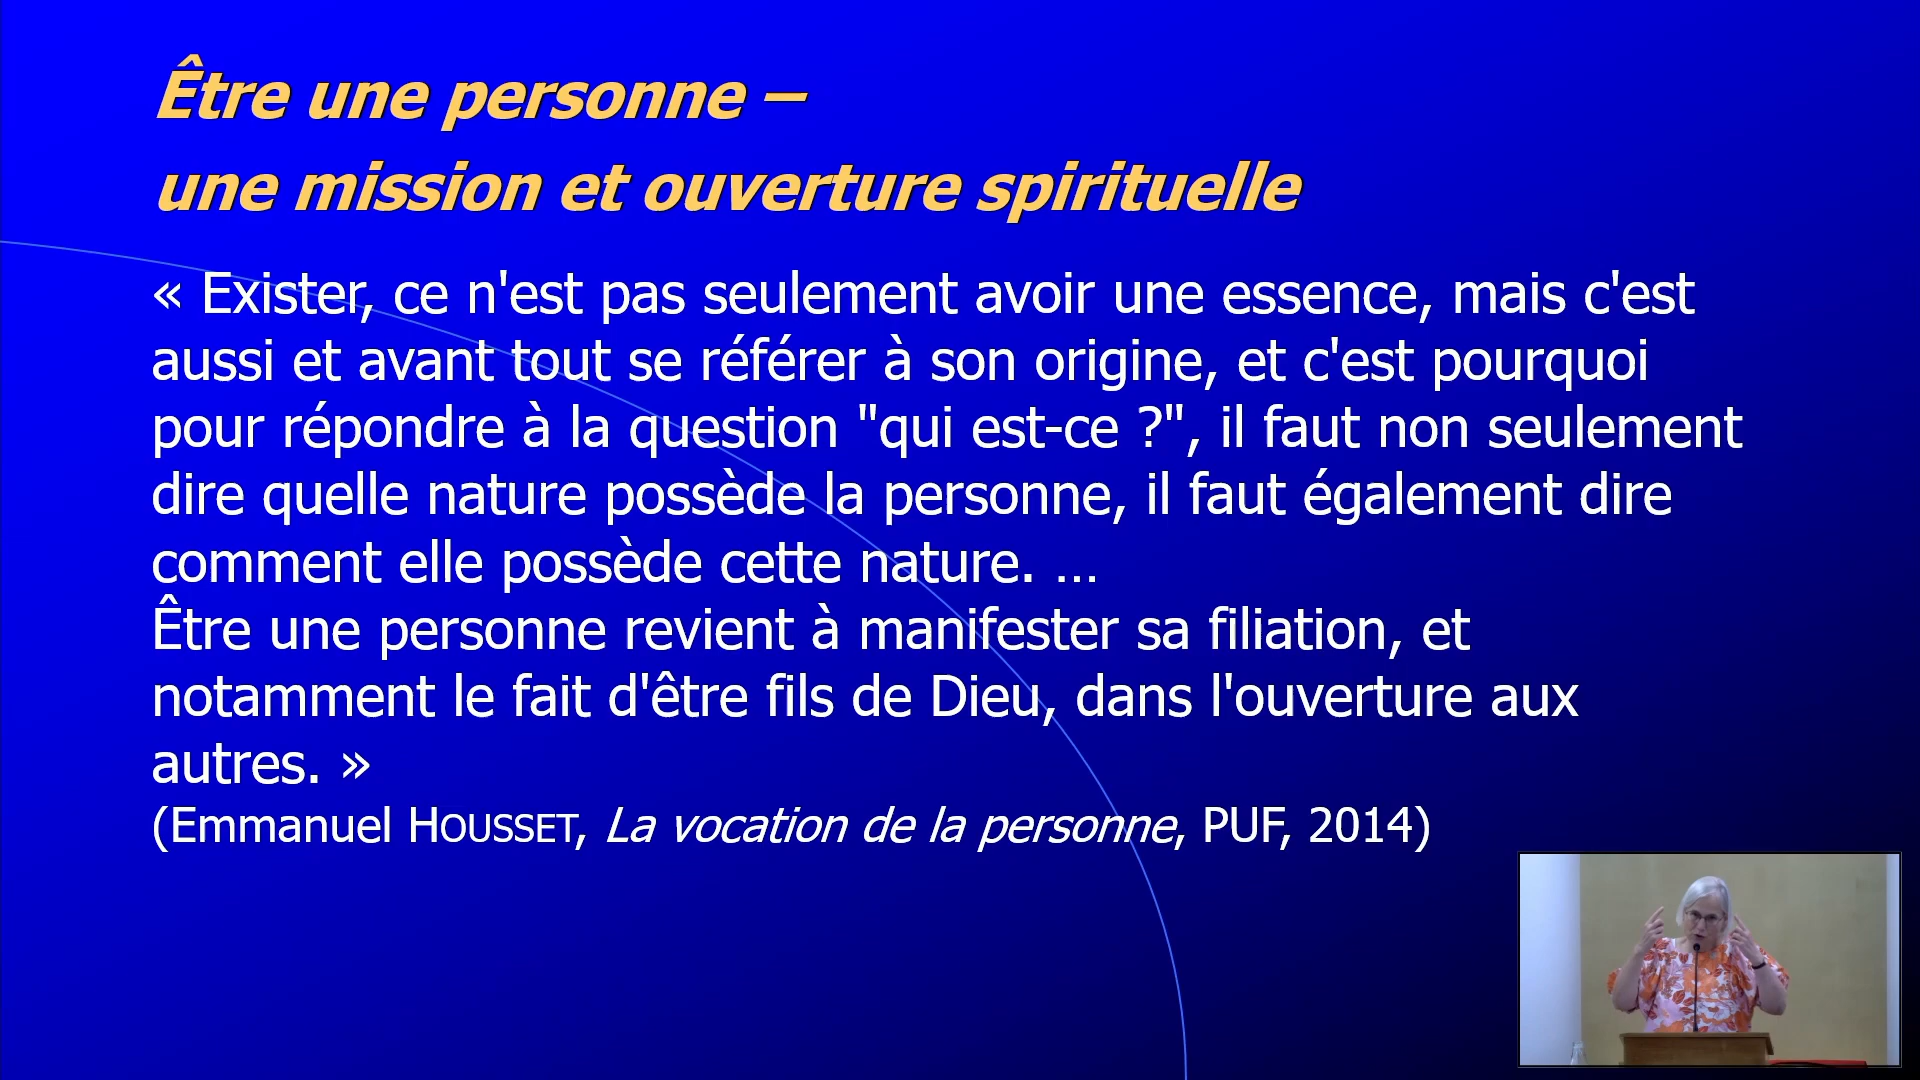 Être une personne –
une mission et ouverture spirituelle
« Exister, ce n'est pas seulement avoir une essence, mais c'est
aussi et avant tout se référer à son origine, et c'est pourquoi
pour répondre à la question "qui est-ce ?", il faut non seulement
dire quelle nature possède la personne, il faut également dire
comment elle possède cette nature. …
Être une personne revient à manifester sa filiation, et
notamment le fait d'être fils de Dieu, dans l'ouverture aux
autres. »
(Emmanuel HOUSSET, La vocation de la personne, PUF, 2014)